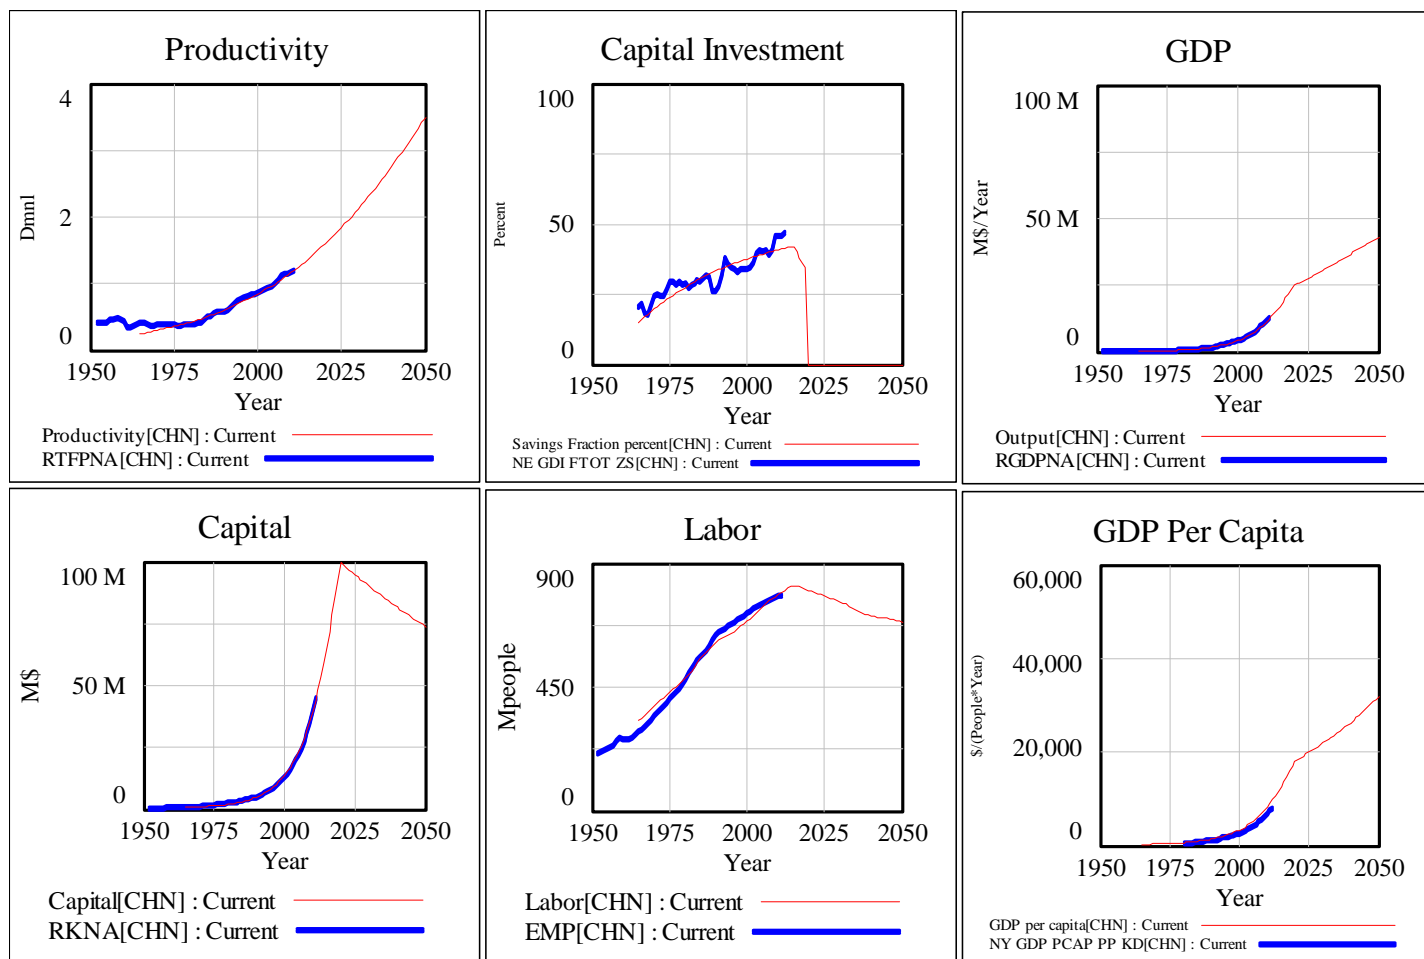 Productivity
4
2
0
Dmnl
1950 1975 2000 2025 2050
Year
Productivity[CHN] : Current
RTFPNA[CHN] : Current
Capital Investment
100
50
0
Percent
1950 1975 2000 2025 2050
Year
Savings Fraction percent[CHN] : Current
NE GDI FTOT ZS[CHN] : Current
GDP
100 M
50 M
0
M$/Year
1950 1975 2000 2025 2050
Year
Output[CHN] : Current
RGDPNA[CHN] : Current
Capital
100 M
50 M
0
M$
1950 1975 2000 2025 2050
Year
Capital[CHN] : Current
RKNA[CHN] : Current
Labor
900
450
0
Mpeople
1950 1975 2000 2025 2050
Year
Labor[CHN] : Current
EMP[CHN] : Current
GDP Per Capita
60,000
40,000
20,000
0
$/(People*Year)
1950 1975 2000 2025 2050
Year
GDP per capita[CHN] : Current
NY GDP PCAP PP KD[CHN] : Current